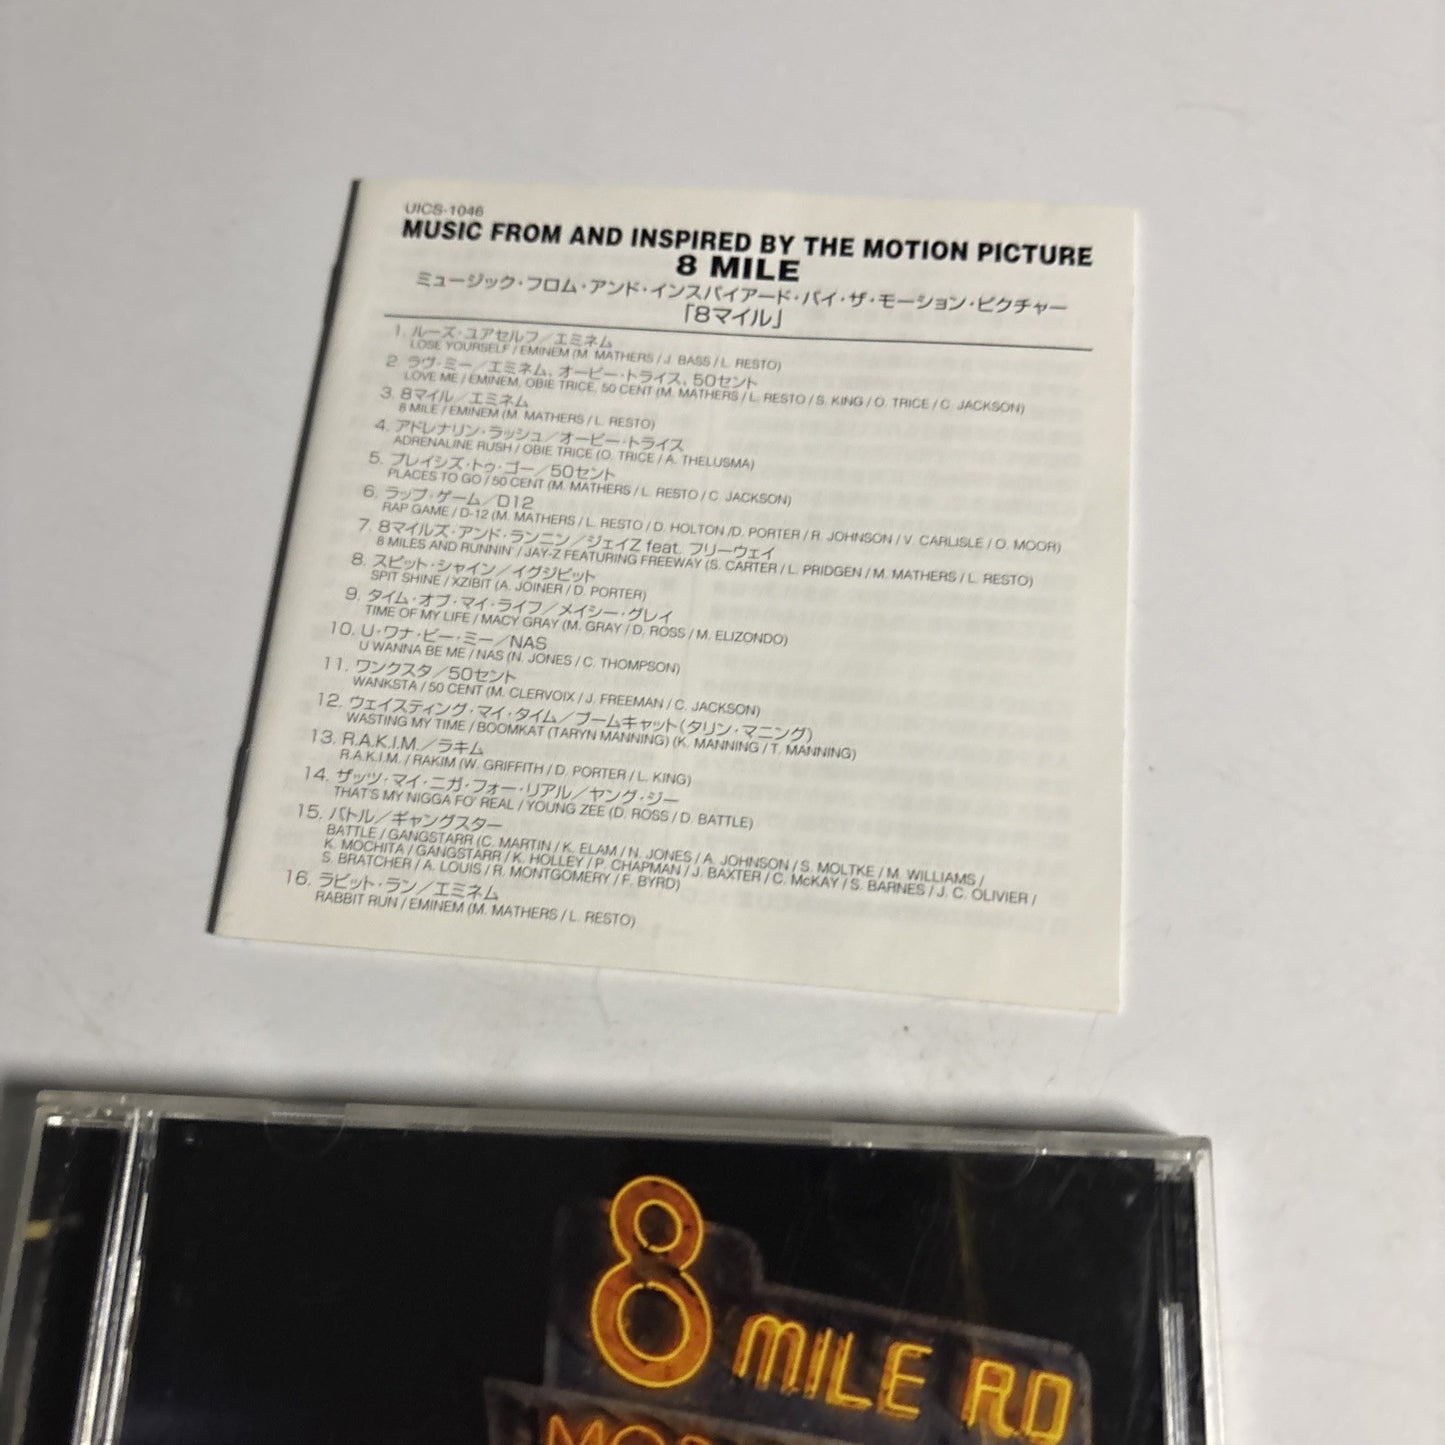 UICS-1046
MUSIC FROM AND INSPIRED BY THE MOTION PICTURE
8 MILE
ミュージック・フロム・アンド・インスパイアード・バイ・ザ・モーション・ピクチャー
「8マイル」
1. ルーズ・ユアセルフ／エミネム
LOSE YOURSELF / EMINEM (M. MATHERS / J. BASS / L. RESTO)
2 ラヴ・ミー／エミネム、オービー・トライス、50セント
LOVE ME / EMINEM, OBIE TRICE, 50 CENT (M. MATHERS / L. RESTO / S. KING / O. TRICE / C. JACKSON)
3. 8マイル／エミネム
8 MILE / EMINEM (M. MATHERS / L. RESTO)
4. アドレナリン・ラッシュ／オービー・トライス
ADRENALINE RUSH / OBIE TRICE (O. TRICE / A. THELUSMA)
5. プレイシズ・トゥ・ゴー／50セント
PLACES TO GO / 50 CENT (M. MATHERS / L. RESTO / C. JACKSON)
6. ラップ・ゲーム／D12
RAP GAME / D-12 (M. MATHERS / L. RESTO / D. HOLTON /D. PORTER / R. JOHNSON / V. CARLISLE / O. MOOR)
7. 8マイルズ・アンド・ランニン／ジェイZ feat. フリーウェイ
8 MILES AND RUNNIN' / JAY-Z FEATURING FREEWAY (S. CARTER / L. PRIDGEN / M. MATHERS / L. RESTO)
8. スピット・シャイン／イグジビット
SPIT SHINE / XZIBIT (A. JOINER / D. PORTER)
9. タイム・オブ・マイ・ライフ／メイシー・グレイ
TIME OF MY LIFE / MACY GRAY (M. GRAY / D. ROSS / M. ELIZONDO)
10. U・ワナ・ビー・ミー／NAS
U WANNA BE ME / NAS (N. JONES / C. THOMPSON)
11. ワンクスタ／50セント
WANKSTA / 50 CENT (M. CLERVOIX / J. FREEMAN / C. JACKSON)
12. ウェイスティング・マイ・タイム／ブームキャット(タリン・マニング)
WASTING MY TIME / BOOMKAT (TARYN MANNING) (K. MANNING / T. MANNING)
13. R.A.K.I.M.／ラキム
R.A.K.I.M. / RAKIM (W. GRIFFITH / D. PORTER / L. KING)
14. ザッツ・マイ・ニガ・フォー・リアル／ヤング・ジー
THAT'S MY NIGGA FO' REAL / YOUNG ZEE (D. ROSS / D. BATTLE)
15. バトル／ギャングスター
BATTLE / GANGSTARR (C. MARTIN / K. ELAM / N. JONES / A. JOHNSON / S. MOLTKE / M. WILLIAMS /
K. MOCHITA / GANGSTARR / K. HOLLEY / P. CHAPMAN / J. BAXTER / C. McKAY / S. BARNES / J. C. OLIVIER /
S. BRATCHER / A. LOUIS / R. MONTGOMERY / F. BYRD)
16. ラビット・ラン／エミネム
RABBIT RUN / EMINEM (M. MATHERS / L. RESTO)
8 MILE RD